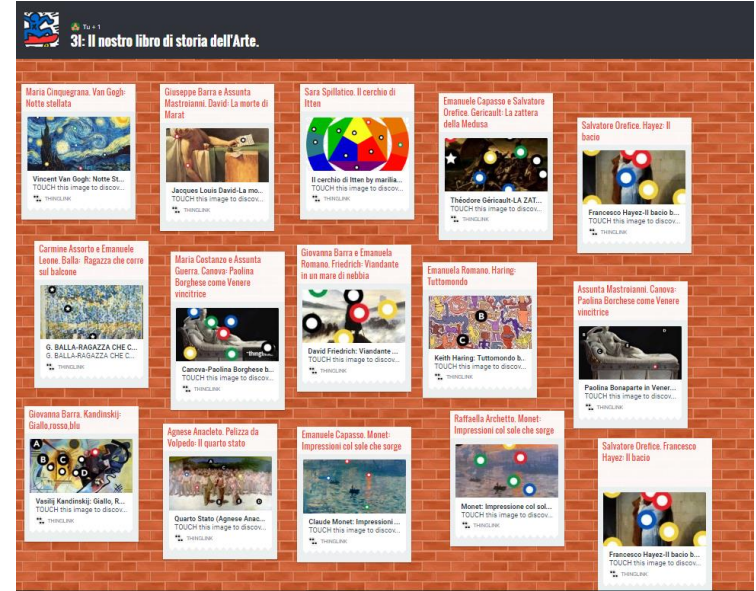 Tu + 1
3I: Il nostro libro di storia dell'Arte.
Maria Cinquegrana. Van Gogh:
Notte stellata
Vincent Van Gogh: Notte St...
TOUCH this image to discov...
THINGLINK
Giuseppe Barra e Assunta
Mastroianni. David: La morte di
Marat
Jacques Louis David-La mo...
TOUCH this image to discov...
THINGLINK
Sara Spillatico. Il cerchio di
Itten
Il cerchio di Itten by marilia...
TOUCH this image to discov...
THINGLINK
Emanuele Capasso e Salvatore
Orefice. Gericault: La zattera
della Medusa
Théodore Géricault-LA ZAT...
TOUCH this image to discov...
THINGLINK
Salvatore Orefice. Hayez: Il
bacio
Francesco Hayez-Il bacio b...
TOUCH this image to discov...
THINGLINK
Carmine Assorto e Emanuele
Leone. Balla: Ragazza che corre
sul balcone
G. BALLA-RAGAZZA CHE C...
G. BALLA-RAGAZZA CHE C...
THINGLINK
Maria Costanzo e Assunta
Guerra. Canova: Paolina
Borghese come Venere
vincitrice
Canova-Paolina Borghese b...
TOUCH this image to discov...
THINGLINK
Giovanna Barra e Emanuela
Romano. Friedrich: Viandante
in un mare di nebbia
David Friedrich: Viandante ...
TOUCH this image to discov...
THINGLINK
Emanuela Romano. Haring:
Tuttomondo
B
C
Keith Haring: Tuttomondo b...
TOUCH this image to discov...
THINGLINK
Assunta Mastroianni. Canova:
Paolina Borghese come Venere
vincitrice
Paolina Bonaparte in Vener...
TOUCH this image to discov...
THINGLINK
Giovanna Barra. Kandinskij:
Giallo,rosso,blu
A
B C
D
Vasilij Kandinskij: Giallo, R...
TOUCH this image to discov...
THINGLINK
Agnese Anacleto. Pelizza da
Volpedo: Il quarto stato
D
Quarto Stato (Agnese Anac...
TOUCH this image to discov...
THINGLINK
Emanuele Capasso. Monet:
Impressioni col sole che sorge
Claude Monet: Impressioni ...
TOUCH this image to discov...
THINGLINK
Raffaella Archetto. Monet:
Impressioni col sole che sorge
Monet: Impressione col sol...
TOUCH this image to discov...
THINGLINK
Salvatore Orefice. Francesco
Hayez: Il bacio
Francesco Hayez-Il bacio b...
TOUCH this image to discov...
THINGLINK